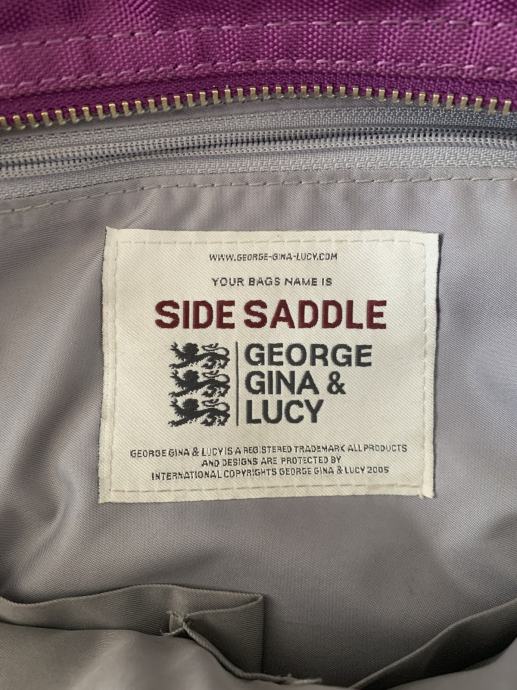 WWW.GEORGE-GINA-LUCY.COM
YOUR BAGS NAME IS
SIDE SADDLE
GEORGE
GINA &
LUCY
GEORGE GINA & LUCY IS A REGISTERED TRADEMARK ALL PRODUCTS
AND DESIGNS ARE PROTECTED BY
INTERNATIONAL COPYRIGHTS GEORGE GINA & LUCY 2005